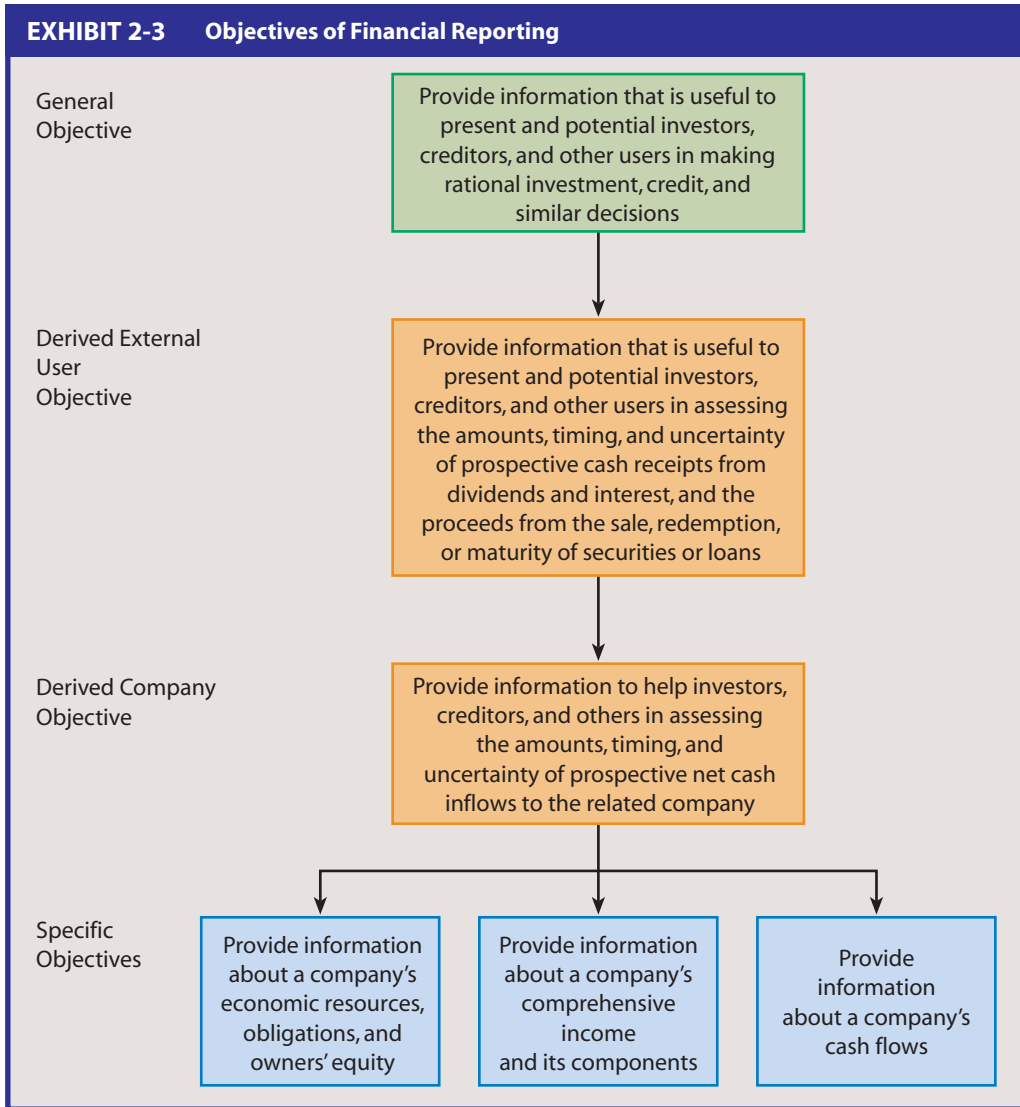 EXHIBIT 2-3 Objectives of Financial Reporting
General
Objective
Provide information that is useful to
present and potential investors,
creditors, and other users in making
rational investment, credit, and
similar decisions
Derived External
User
Objective
Provide information that is useful to
present and potential investors,
creditors, and other users in assessing
the amounts, timing, and uncertainty
of prospective cash receipts from
dividends and interest, and the
proceeds from the sale, redemption,
or maturity of securities or loans
Derived Company
Objective
Provide information to help investors,
creditors, and others in assessing
the amounts, timing, and
uncertainty of prospective net cash
inflows to the related company
Specific
Objectives
Provide information
about a company's
economic resources,
obligations, and
owners' equity
Provide information
about a company's
comprehensive
income
and its components
Provide
information
about a company's
cash flows